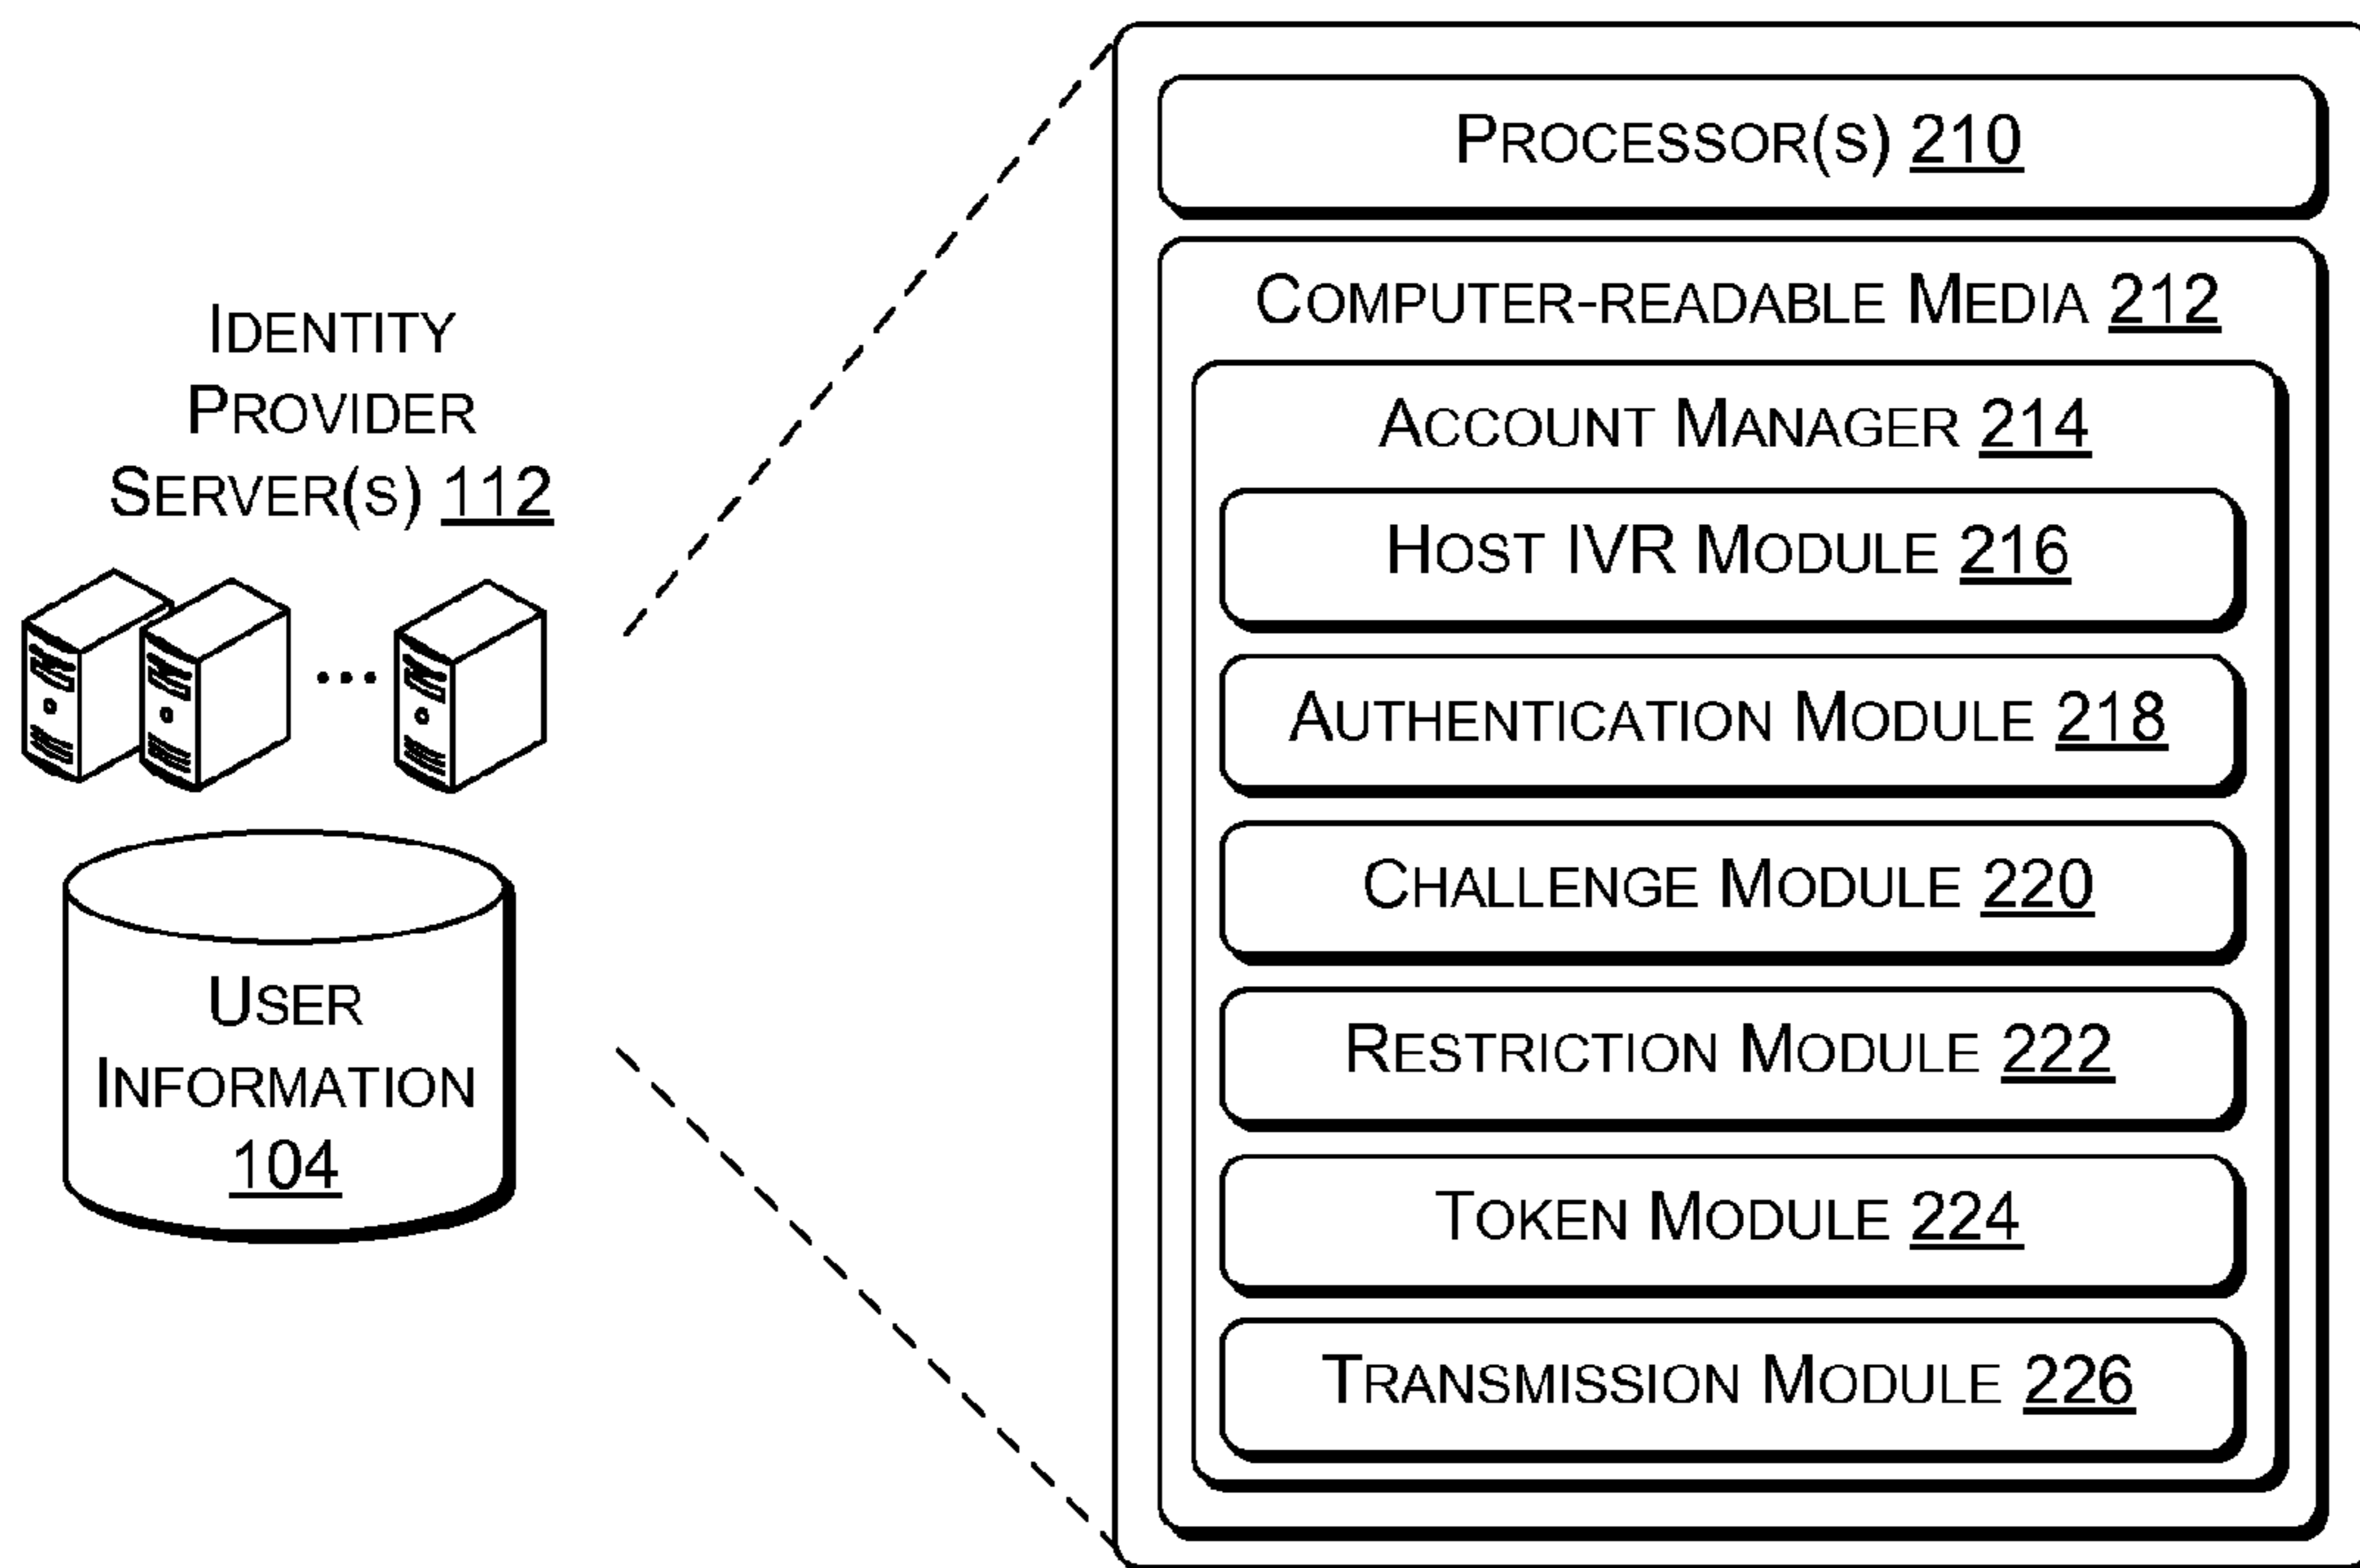 IDENTITY
PROVIDER
SERVER(S) 112
USER
INFORMATION
104
PROCESSOR(S) 210
COMPUTER-READABLE MEDIA 212
ACCOUNT MANAGER 214
HOST IVR MODULE 216
AUTHENTICATION MODULE 218
CHALLENGE MODULE 220
RESTRICTION MODULE 222
TOKEN MODULE 224
TRANSMISSION MODULE 226